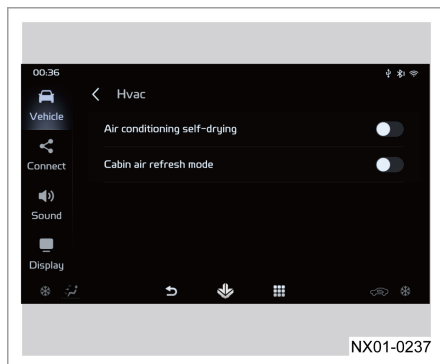 00:36
Hvac
Vehicle
Air conditioning self-drying
Cabin air refresh mode
Connect
Sound
Display
NX01-0237